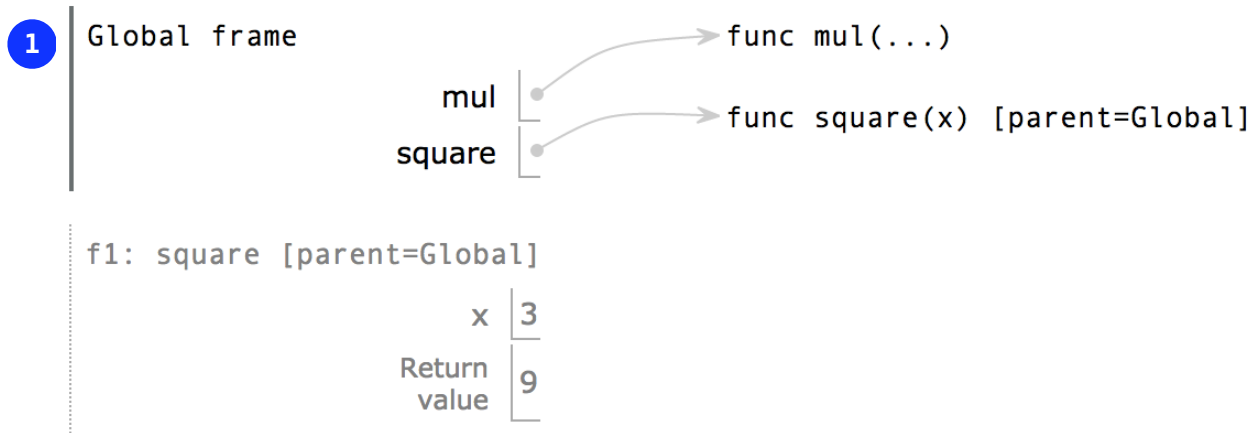 1
Global frame
func mul(...)
mul
func square(x) [parent=Global]
square
f1: square [parent=Global]
x 3
Return
value 9